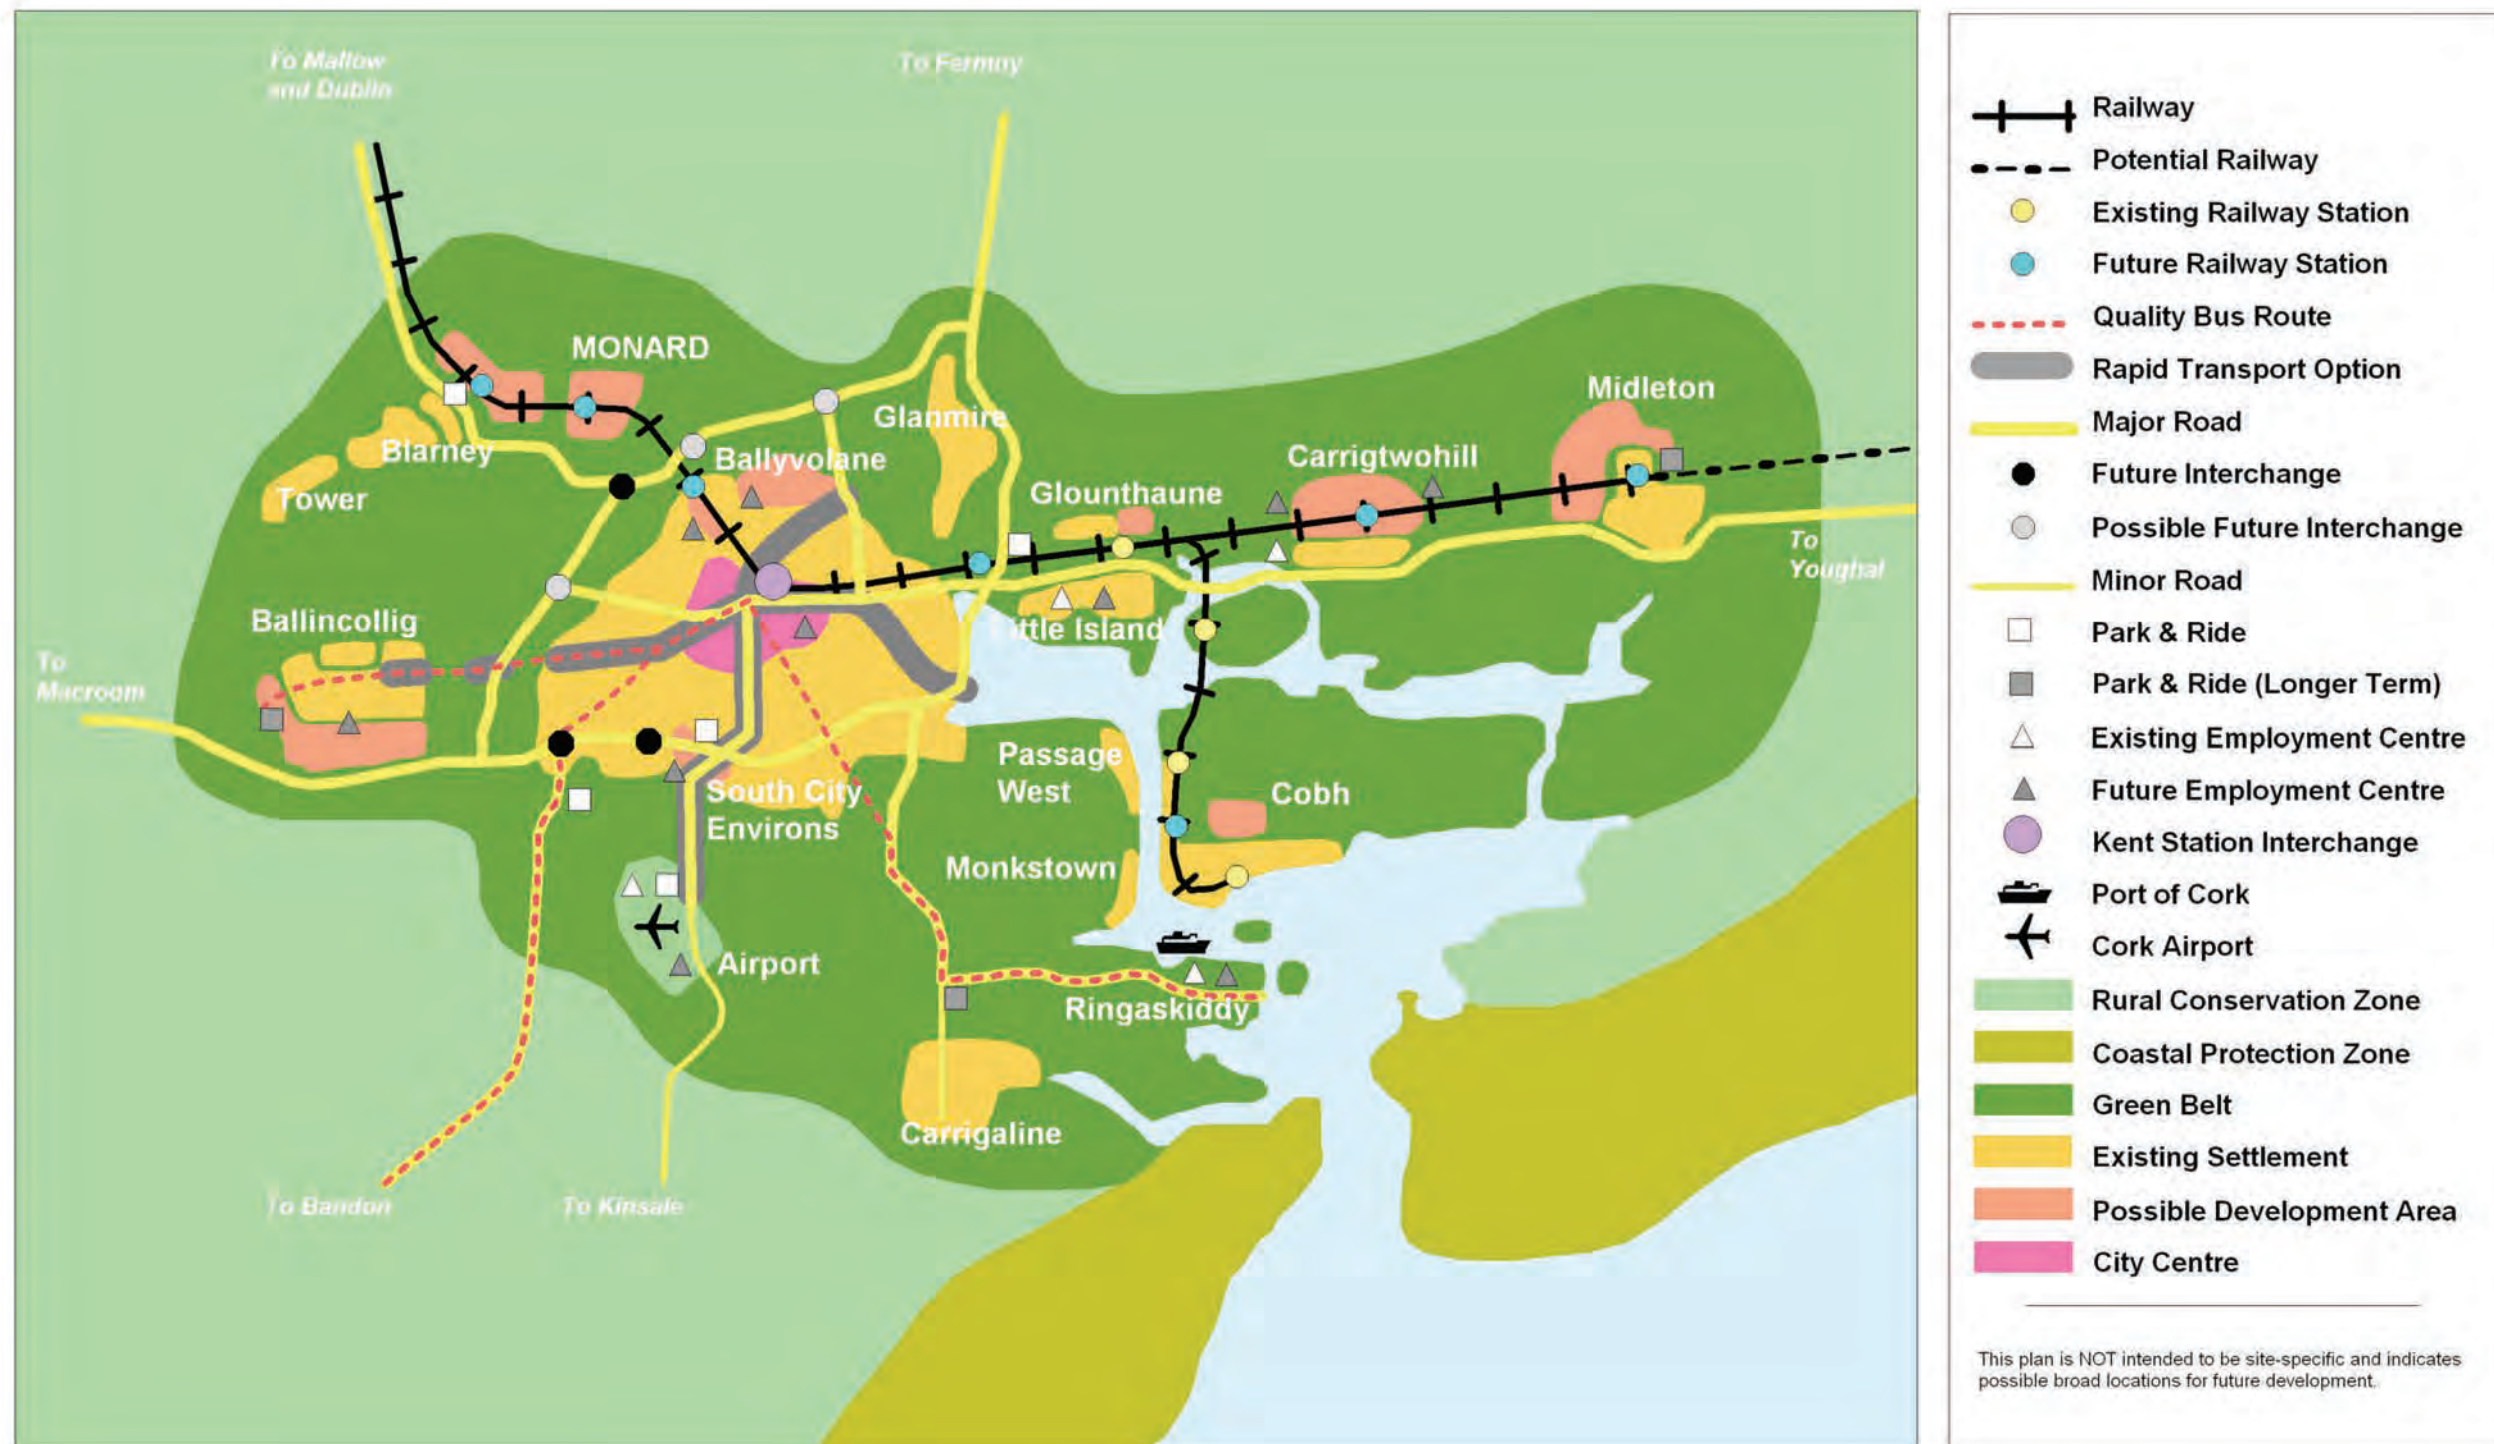 To Mallow
and Dublin
To Fermoy
MONARD
Midleton
Glanmire
Blarney
Ballyvolane
Carrigtwohill
Tower
Glounthaune
To
Youghal
Ballincollig
Little Island
To
Macroom
Passage
West
Cobh
South City
Environs
Monkstown
Airport
Ringaskiddy
Carrigaline
To Bandon
To Kinsale
Railway
Potential Railway
Existing Railway Station
Future Railway Station
Quality Bus Route
Rapid Transport Option
Major Road
Future Interchange
Possible Future Interchange
Minor Road
Park & Ride
Park & Ride (Longer Term)
Existing Employment Centre
Future Employment Centre
Kent Station Interchange
Port of Cork
Cork Airport
Rural Conservation Zone
Coastal Protection Zone
Green Belt
Existing Settlement
Possible Development Area
City Centre
This plan is NOT intended to be site-specific and indicates
possible broad locations for future development.